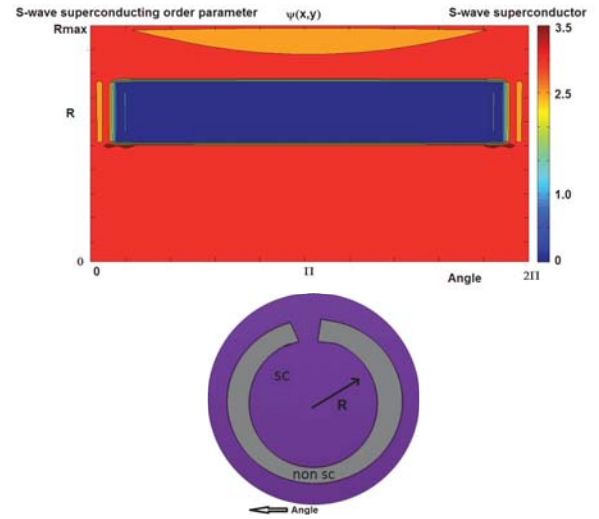 S-wave superconducting order parameter ψ(x,y) S-wave superconductor
Rmax
3.5
R
2.5
1.0
0
0
0 Π Angle 2Π
SC
R
non sc
Angle